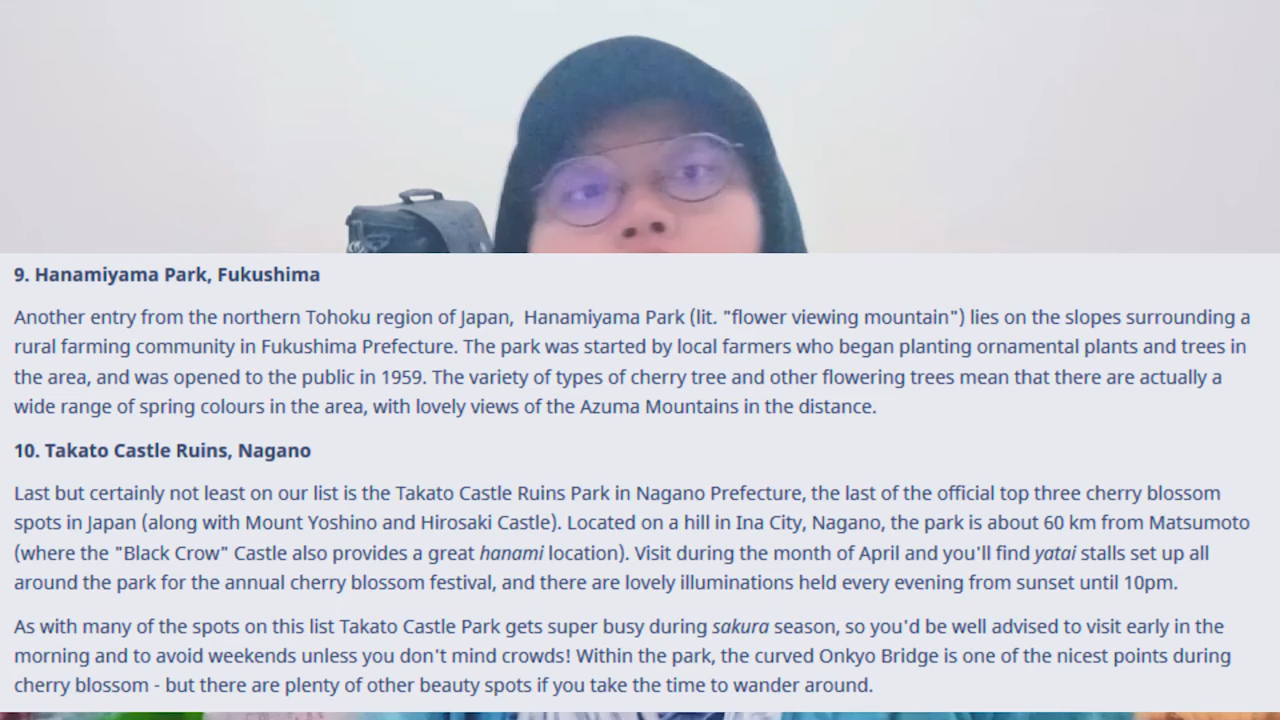 9. Hanamiyama Park, Fukushima
Another entry from the northern Tohoku region of Japan,  Hanamiyama Park (lit. "flower viewing mountain") lies on the slopes surrounding a
rural farming community in Fukushima Prefecture. The park was started by local farmers who began planting ornamental plants and trees in
the area, and was opened to the public in 1959. The variety of types of cherry tree and other flowering trees mean that there are actually a
wide range of spring colours in the area, with lovely views of the Azuma Mountains in the distance.
10. Takato Castle Ruins, Nagano
Last but certainly not least on our list is the Takato Castle Ruins Park in Nagano Prefecture, the last of the official top three cherry blossom
spots in Japan (along with Mount Yoshino and Hirosaki Castle). Located on a hill in Ina City, Nagano, the park is about 60 km from Matsumoto
(where the "Black Crow" Castle also provides a great hanami location). Visit during the month of April and you'll find yatai stalls set up all
around the park for the annual cherry blossom festival, and there are lovely illuminations held every evening from sunset until 10pm.
As with many of the spots on this list Takato Castle Park gets super busy during sakura season, so you'd be well advised to visit early in the
morning and to avoid weekends unless you don't mind crowds! Within the park, the curved Onkyo Bridge is one of the nicest points during
cherry blossom - but there are plenty of other beauty spots if you take the time to wander around.